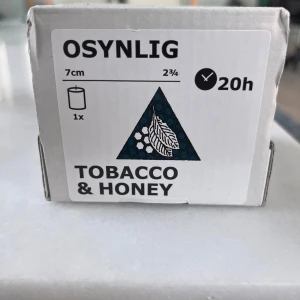 OSYNLIG
7cm 2¾
20h
1x
TOBACCO
& HONEY